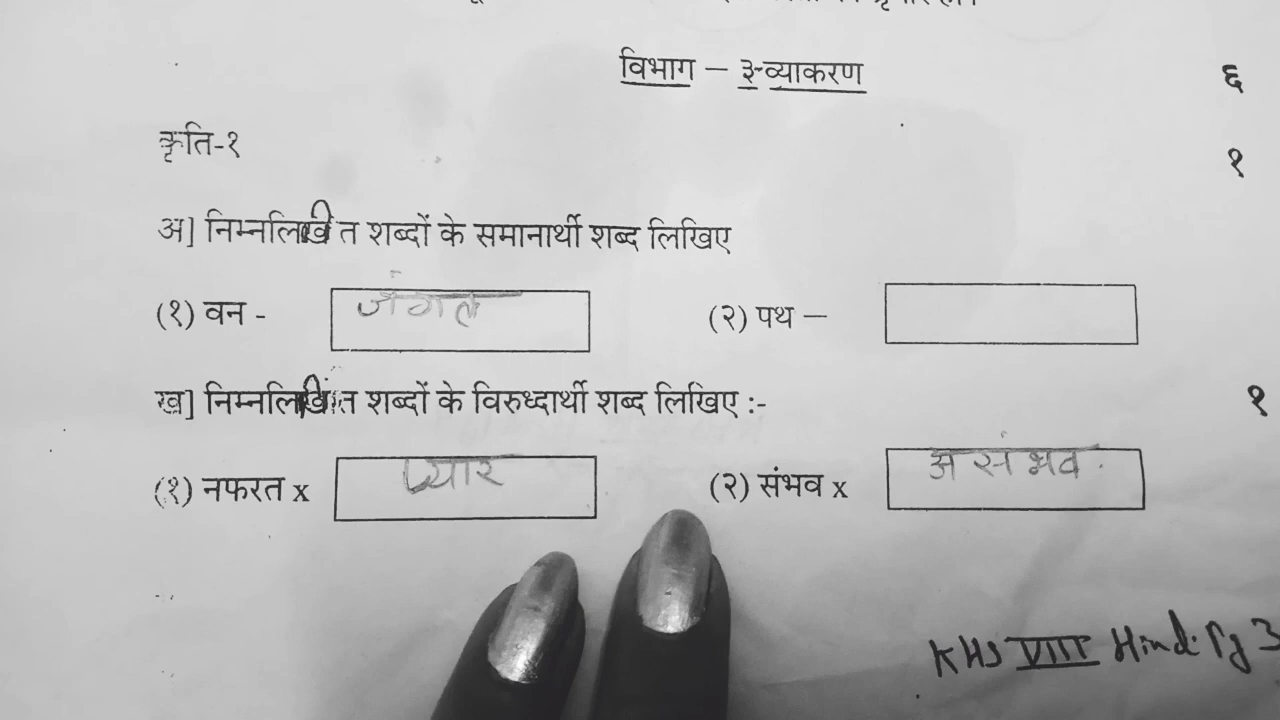 विभाग – ३-व्याकरण ६
कृति-१ १
अ] निम्नलिखीत शब्दों के समानार्थी शब्द लिखिए
(१) वन - जंगल (२) पथ –
ख] निम्नलिखीत शब्दों के विरुध्दार्थी शब्द लिखिए :- १
(१) नफरत x प्यार (२) संभव x असंभव
KHS VIII Hindi Pg 3